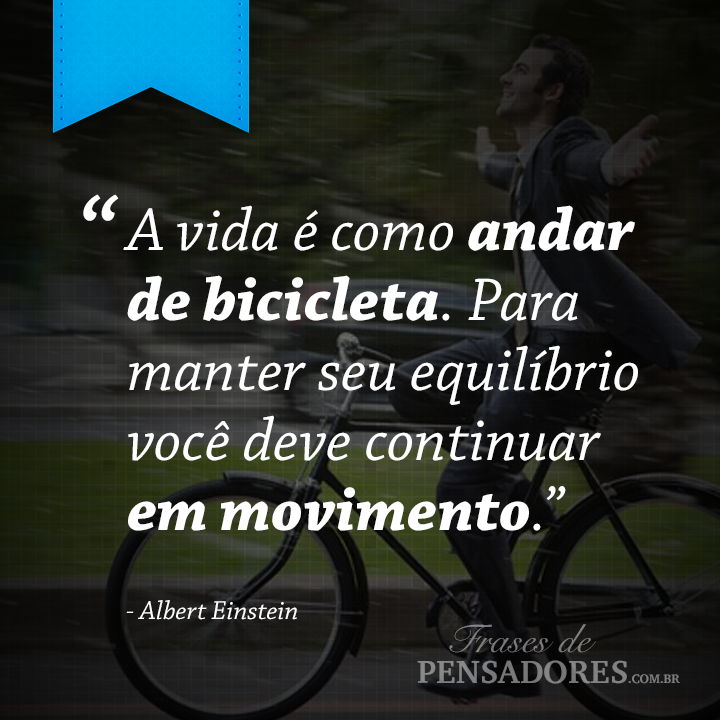 “ A vida é como andar
de bicicleta. Para
manter seu equilíbrio
você deve continuar
em movimento.”
- Albert Einstein
Frases de
PENSADORES.COM.BR